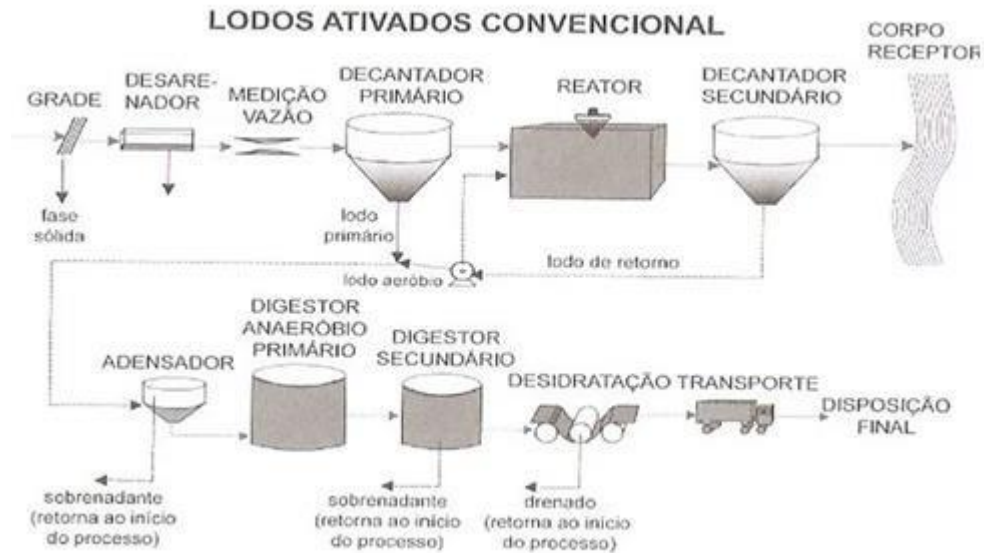 LODOS ATIVADOS CONVENCIONAL
CORPO
RECEPTOR
GRADE
DESARE-
NADOR
MEDIÇÃO
VAZÃO
DECANTADOR
PRIMÁRIO
REATOR
DECANTADOR
SECUNDÁRIO
fase
sólida
lodo
primário
lodo aeróbio
lodo de retorno
ADENSADOR
DIGESTOR
ANAERÓBIO
PRIMÁRIO
DIGESTOR
SECUNDÁRIO
DESIDRATAÇÃO
TRANSPORTE
DISPOSIÇÃO
FINAL
sobrenadante
(retorna ao início
do processo)
sobrenadante
(retorna ao início
do processo)
drenado
(retorna ao início
do processo)